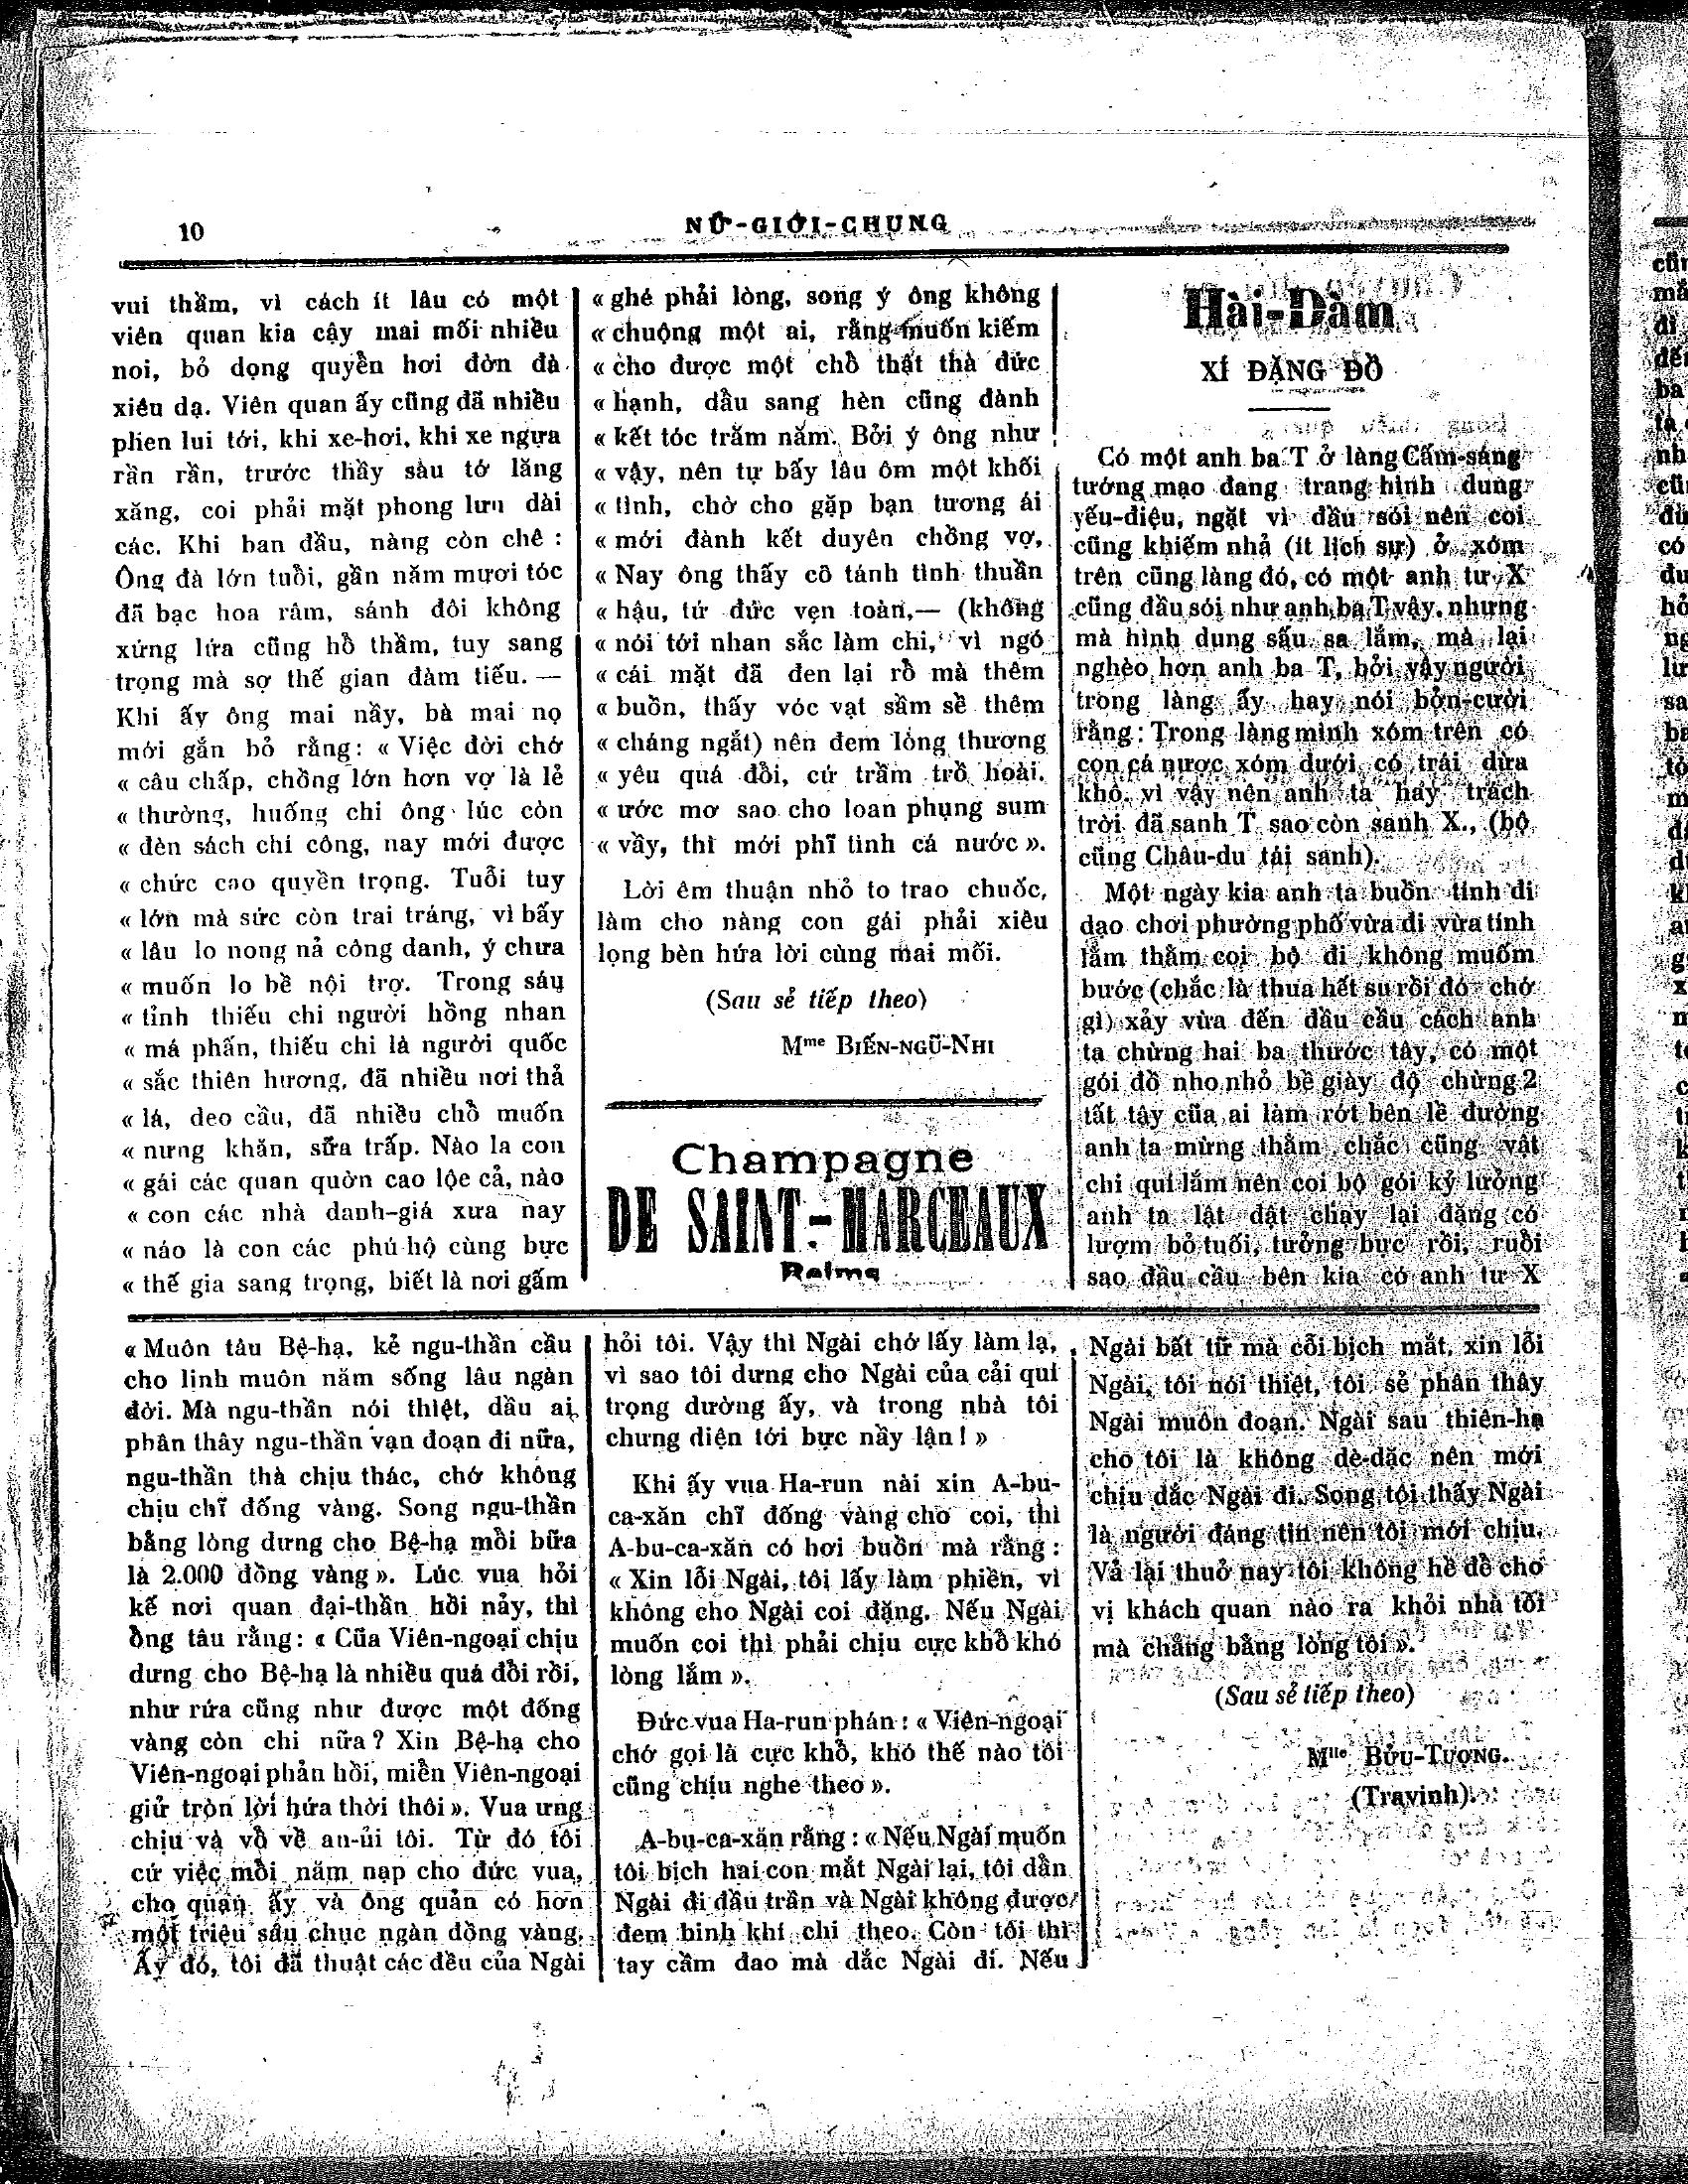 10
NỮ-GIỚI-CHUNG
vui thầm, vì cách ít lâu có một
viên quan kia cậy mai mối nhiều
noi, bỏ dọng quyền hơi đờn đà
xiêu dạ. Viên quan ấy cũng đã nhiều
phen lui tới, khi xe-hơi, khi xe ngựa
rần rần, trước thầy sàu tớ lăng
xăng, coi phải mặt phong lưu dài
các. Khi ban đầu, nàng còn chê :
Ông đà lớn tuổi, gần năm mươi tóc
đã bạc hoa râm, sánh đôi không
xứng lứa cũng hồ thầm, tuy sang
trọng mà sợ thế gian đàm tiếu. —
Khi ấy ông mai nầy, bà mai nọ
mới gắn bỏ rằng : « Việc đời chớ
« câu chấp, chồng lớn hơn vợ là lẻ
« thường, huống chi ông lúc còn
« đèn sách chí công, nay mới được
« chức cao quyền trọng. Tuổi tuy
« lớn mà sức còn trai tráng, vì bấy
« lâu lo nong nả công danh, ý chưa
« muốn lo bề nội trợ. Trong sáu
« tỉnh thiếu chi người hồng nhan
« má phấn, thiếu chi là người quốc
« sắc thiên hương, đã nhiều nơi thả
« lá, deo cầu, đã nhiều chỗ muốn
« nưng khăn, sữa trấp. Nào la con
« gái các quan quờn cao lộc cả, nào
« con các nhà danh-giá xưa nay
« nào là con các phú hộ cùng bực
« thế gia sang trọng, biết là nơi gấm
« ghé phải lòng, song ý ông không
« chuộng một ai, rằng muốn kiếm
« cho được một chỗ thật thà đức
« hạnh, dầu sang hèn cũng đành
« kết tóc trăm năm. Bởi ý ông như
« vậy, nên tự bấy lâu ôm một khối
« tình, chờ cho gặp bạn tương ái
« mới đành kết duyên chồng vợ,
« Nay ông thấy cô tánh tình thuần
« hậu, tứ đức vẹn toàn,— (không
« nói tới nhan sắc làm chi, vì ngó
« cái mặt đã đen lại rỗ mà thêm
« buồn, thấy vóc vạt sầm sề thêm
« cháng ngắt) nên đem lòng thương
« yêu quá đỗi, cứ trầm trồ hoài.
« ước mơ sao cho loan phụng sum
« vầy, thì mới phĩ tình cá nước ».
Lời êm thuận nhỏ to trao chuốc,
làm cho nàng con gái phải xiêu
lọng bèn hứa lời cùng mai mối.
(Sau sẻ tiếp theo)
Mme BIẾN-NGŨ-NHI
Champagne
DE SAINT-MARCEAUX
Reims
Hài-Đàm
XÍ ĐẶNG ĐỒ
Có một anh ba T ở làng Cấm-sáng
tướng mạo đang trang hình dung
yếu-điệu, ngặt vì đầu sói nên coi
cũng khiếm nhả (ít lịch sự) ở xóm
trên cũng làng đó, có một anh tư X
cũng đầu sói như anh ba T vậy, nhưng
mà hình dung sấu sa lắm, mà lại
nghèo hơn anh ba T, bởi vậy người
trong làng ấy hay nói bởn-cười
rằng : Trong làng mình xóm trên có
con cá nược xóm dưới có trái dừa
khô, vì vậy nên anh ta hay trách
trời đã sanh T sao còn sanh X., (bộ
cũng Châu-du tái sanh).
Một ngày kia anh ta buồn tình đi
dạo chơi phường phố vừa đi vừa tính
lắm thằm coi bộ đi không muốm
bước (chắc là thua hết su rồi đó chớ
gì) xảy vừa đến đầu cầu cách anh
ta chừng hai ba thước tây, có một
gói đồ nho nhỏ bề giày độ chừng 2
tất tây cũa ai làm rớt bên lề đường
anh ta mừng thầm chắc cũng vật
chi qui lắm nên coi bộ gói kỷ lưởng
anh ta lật đật chạy lại đặng có
lượm bỏ tuối, tưởng bực rồi, ruỗi
sao đầu cầu bên kia có anh tư X
« Muôn tâu Bệ-hạ, kẻ ngu-thần cầu
cho linh muôn năm sống lâu ngàn
đời. Mà ngu-thần nói thiệt, dầu ai
phân thây ngu-thần vạn đoạn đi nữa,
ngu-thần thà chịu thác, chớ không
chịu chĩ đống vàng. Song ngu-thần
bằng lòng dưng cho Bệ-hạ mỗi bữa
là 2.000 đồng vàng ». Lúc vua hỏi
kế nơi quan đại-thần hồi nảy, thì
ổng tâu rằng : « Cũa Viên-ngoại chịu
dưng cho Bệ-hạ là nhiều quá đỗi rồi,
như rứa cũng như được một đống
vàng còn chi nữa ? Xin Bệ-hạ cho
Viên-ngoại phản hồi, miễn Viên-ngoại
giử tròn lời hứa thời thôi ». Vua ưng
chịu và vỗ về an-ủi tôi. Từ đó tôi
cứ việc mỗi năm nạp cho đức vua,
cho quan ấy và ông quản có hơn
một triệu sáu chục ngàn đồng vàng.
Ấy đó, tôi đã thuật các đều của Ngài
hỏi tôi. Vậy thì Ngài chớ lấy làm lạ,
vì sao tôi dưng cho Ngài của cải quí
trọng dường ấy, và trong nhà tôi
chưng diện tới bực nầy lận ! »
Khi ấy vua Ha-run nài xin A-bu-
ca-xăn chĩ đống vàng cho coi, thì
A-bu-ca-xăn có hơi buồn mà rằng :
« Xin lỗi Ngài, tôi lấy làm phiền, vì
không cho Ngài coi đặng. Nếu Ngài
muốn coi thì phải chịu cực khổ khó
lòng lắm ».
Đức vua Ha-run phán : « Viên-ngoại
chớ gọi là cực khổ, khó thế nào tôi
cũng chịu nghe theo ».
A-bu-ca-xăn rằng : « Nếu Ngài muốn
tôi bịch hai con mắt Ngài lại, tôi dẩn
Ngài đi đầu trần và Ngài không được
đem binh khí chi theo. Còn tôi thì
tay cầm đao mà dắc Ngài đi. Nếu
Ngài bất tữ mà cỗi bịch mắt, xin lỗi
Ngài, tôi nói thiệt, tôi sẻ phân thây
Ngài muôn đoạn. Ngài sau thiên-hạ
cho tôi là không dè-dặc nên mới
chịu dắc Ngài đi. Song tôi thấy Ngài
là người đáng tin nên tôi mới chịu.
Vả lại thuở nay tôi không hề để cho
vị khách quan nào ra khỏi nhà tôi
mà chẳng bằng lòng tôi ».
(Sau sẻ tiếp theo)
Mlle BỬU-TƯỢNG.
(Travinh).